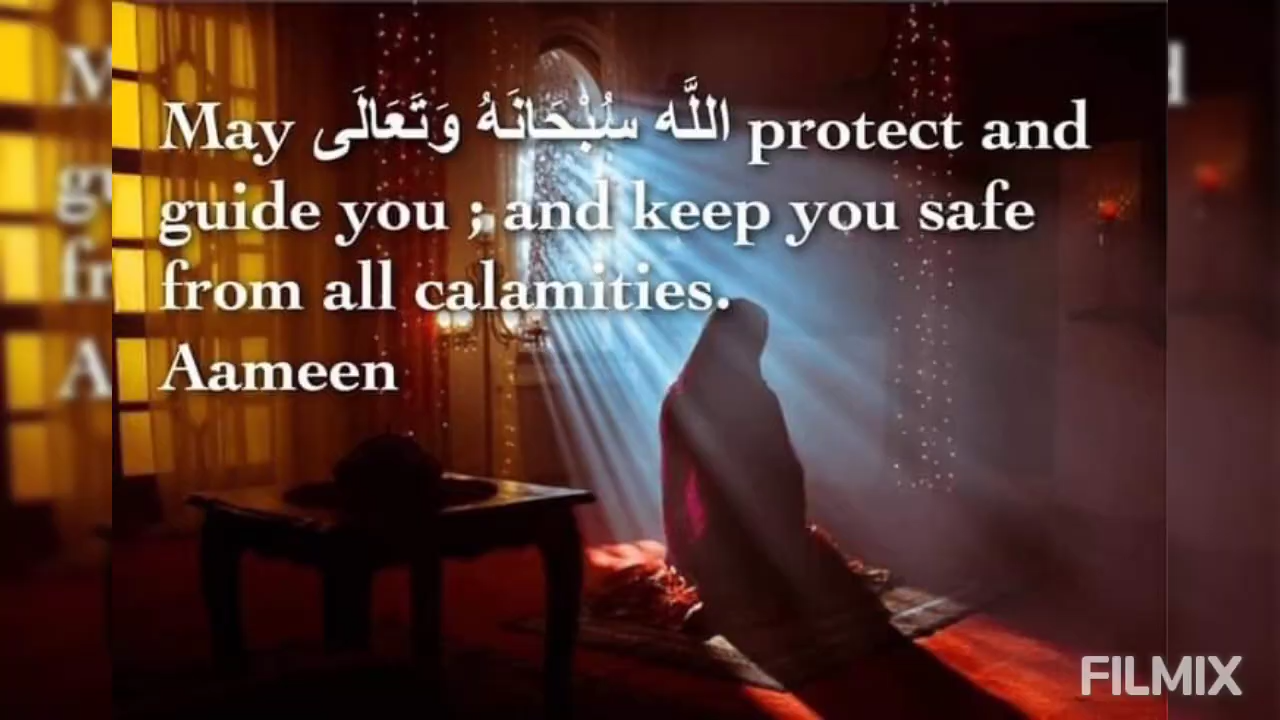 May اللَّه سُبْحَانَهُ وَتَعَالَى protect and
guide you ; and keep you safe
from all calamities.
Aameen
FILMIX